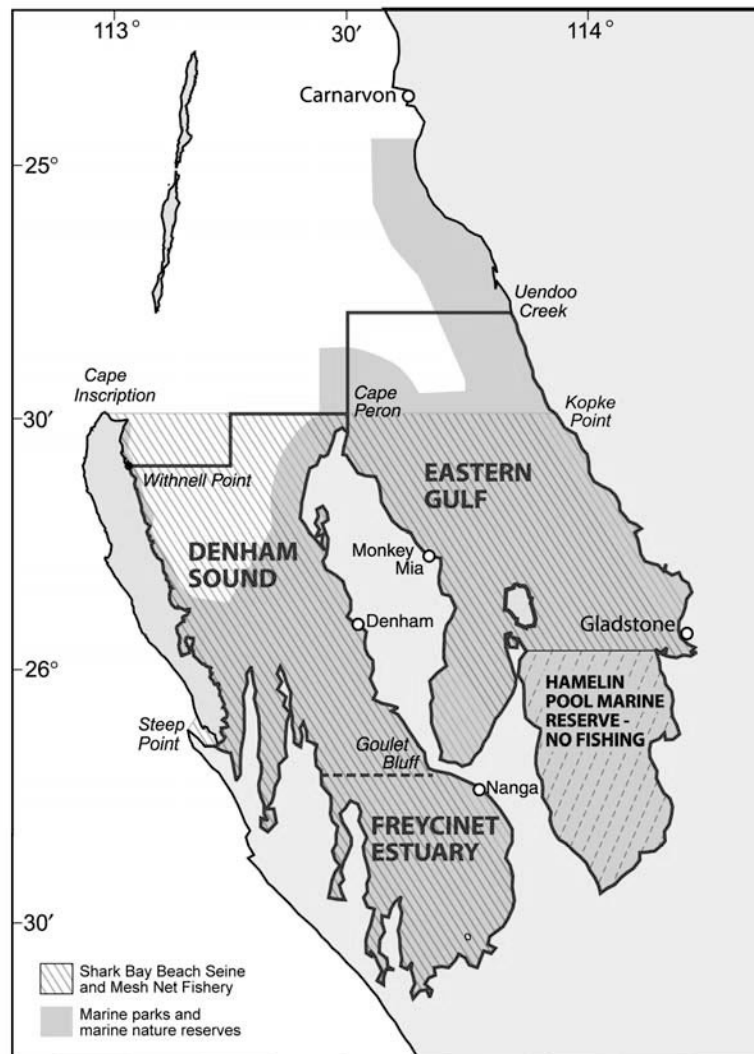 113°
30′
114°
Carnarvon
25°
Uendoo
Creek
Cape
Inscription
Cape
Peron
Kopke
Point
30′
Withnell Point
EASTERN
GULF
DENHAM
SOUND
Monkey
Mia
Denham
Gladstone
26°
HAMELIN
POOL MARINE
RESERVE -
NO FISHING
Steep
Point
Goulet
Bluff
Nanga
FREYCINET
ESTUARY
30′
Shark Bay Beach Seine
and Mesh Net Fishery
Marine parks and
marine nature reserves